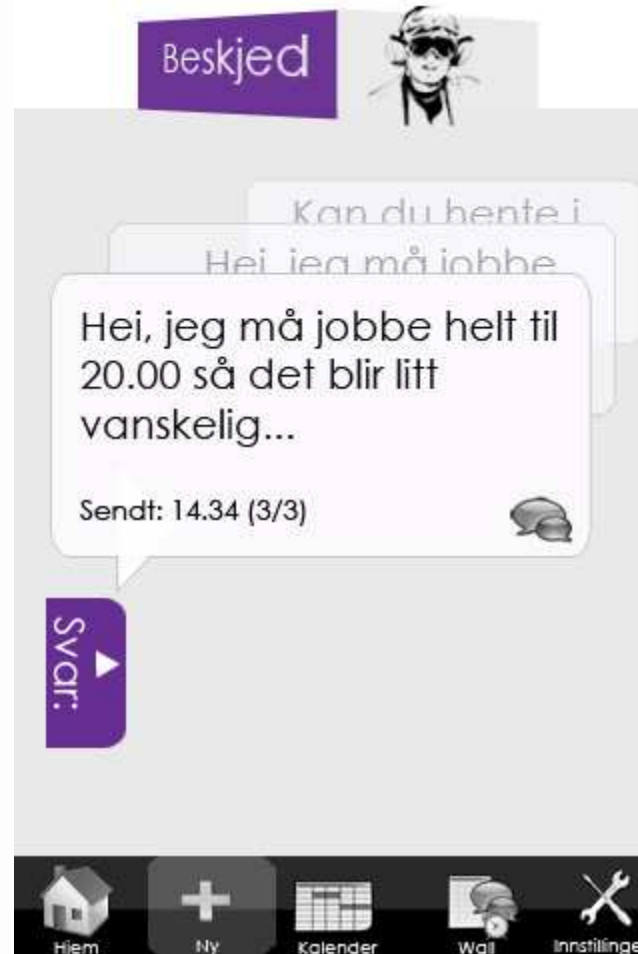 Beskjed
Kan du hente i
Hei, jeg må jobbe
Hei, jeg må jobbe helt til
20.00 så det blir litt
vanskelig...
Sendt: 14.34 (3/3)
Svar:
Hjem
Ny
Kalender
Wall
Innstillinge